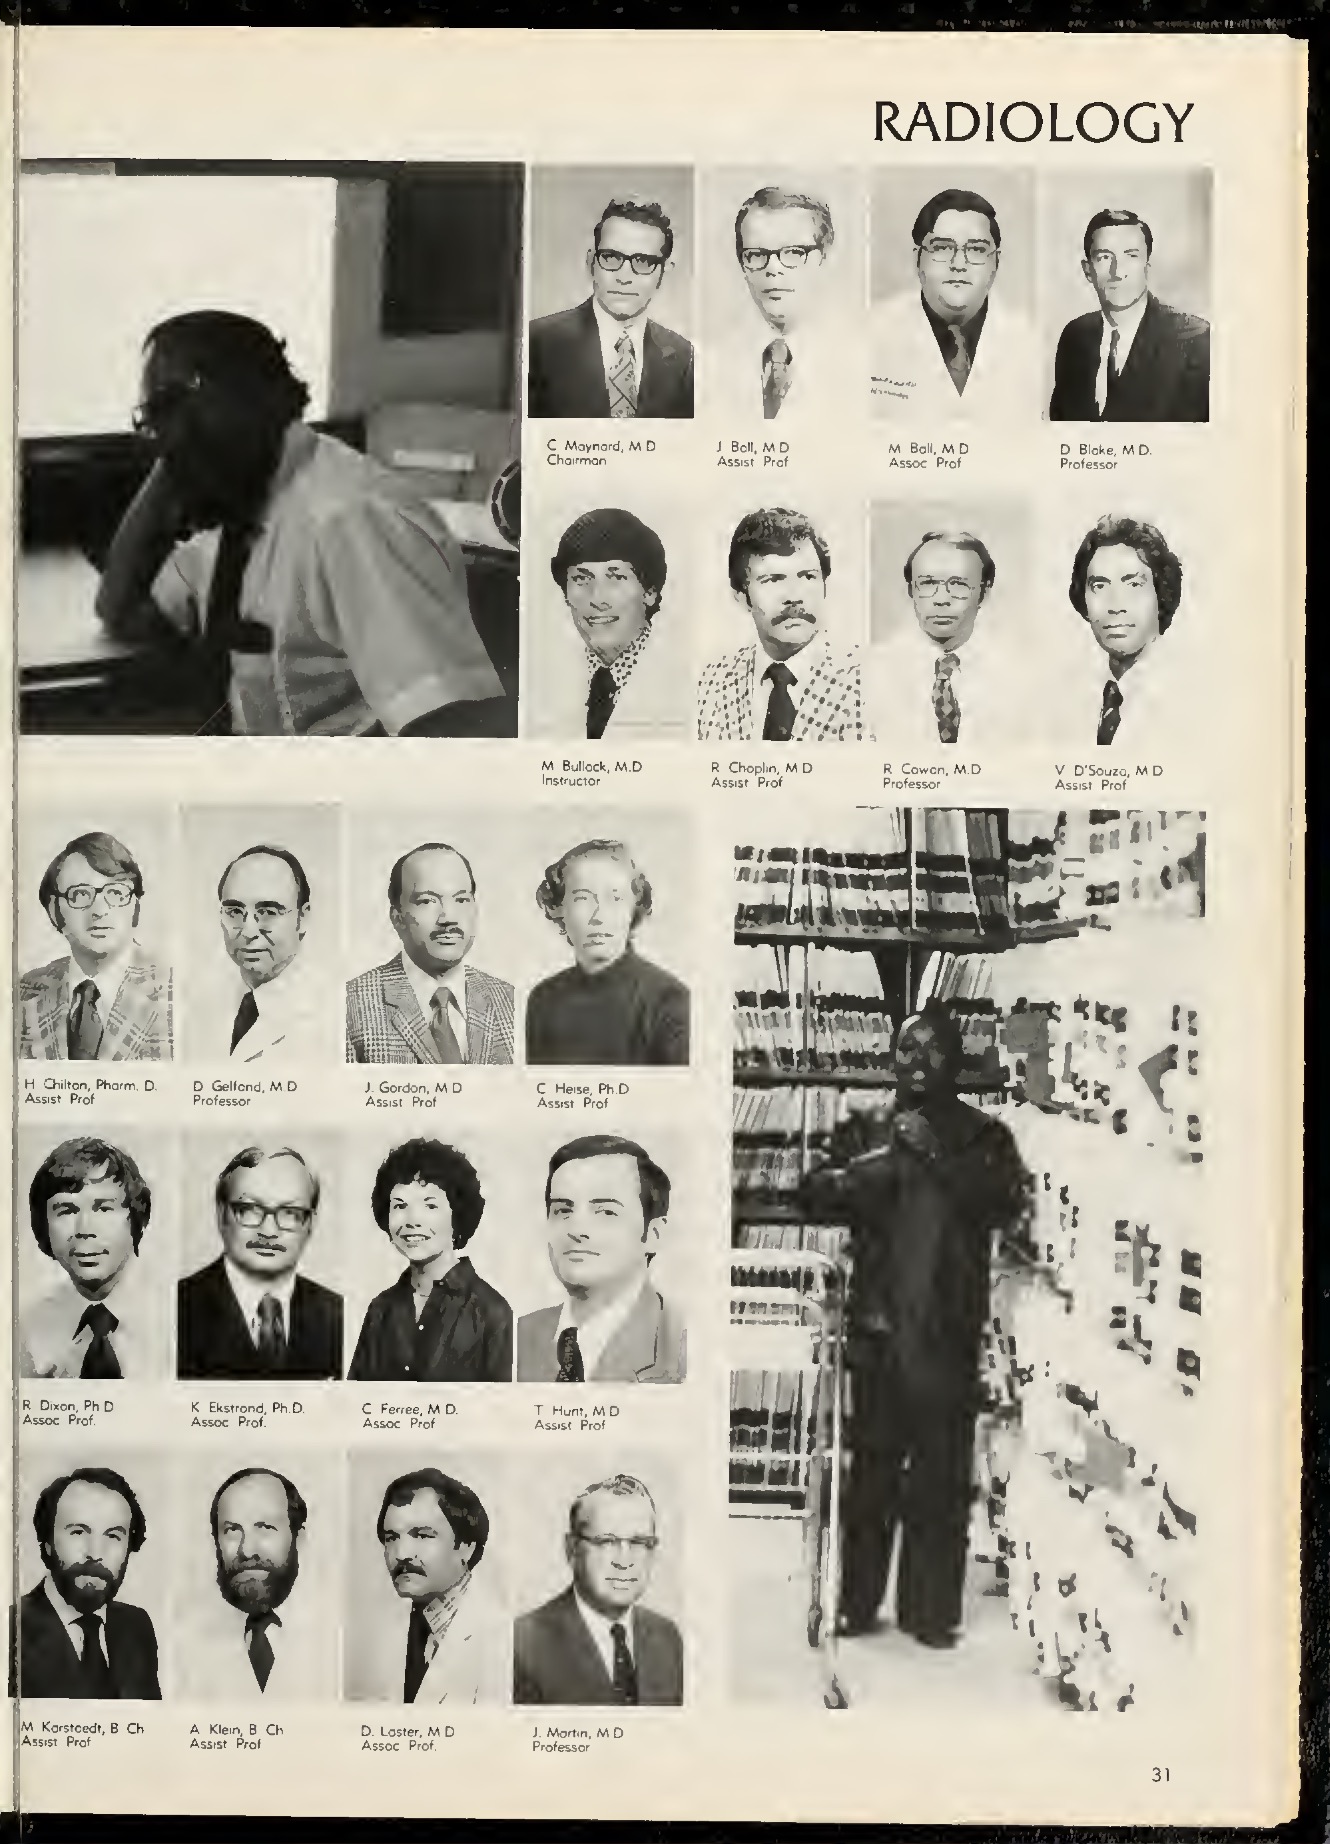 RADIOLOGY
C Maynard, M D
Chairman
J Ball, M D
Assist Prof
M Ball, M D
Assoc Prof
D Blake, M D.
Professor
M Bullock, M.D
Instructor
R Choplin, M D
Assist Prof
R Cowan, M.D
Professor
V D'Souza, M D
Assist Prof
H Chilton, Pharm. D.
Assist Prof
D Gelfand, M D
Professor
J. Gordon, M D
Assist Prof
C Heise, Ph.D
Assist Prof
R Dixon, Ph D
Assoc Prof.
K Ekstrand, Ph.D.
Assoc Prof.
C Ferree, M D.
Assoc Prof
T Hunt, M D
Assist Prof
M Karstaedt, B Ch
Assist Prof
A Klein, B Ch
Assist Prof
D. Laster, M D
Assoc Prof.
J. Martin, M D
Professor
31